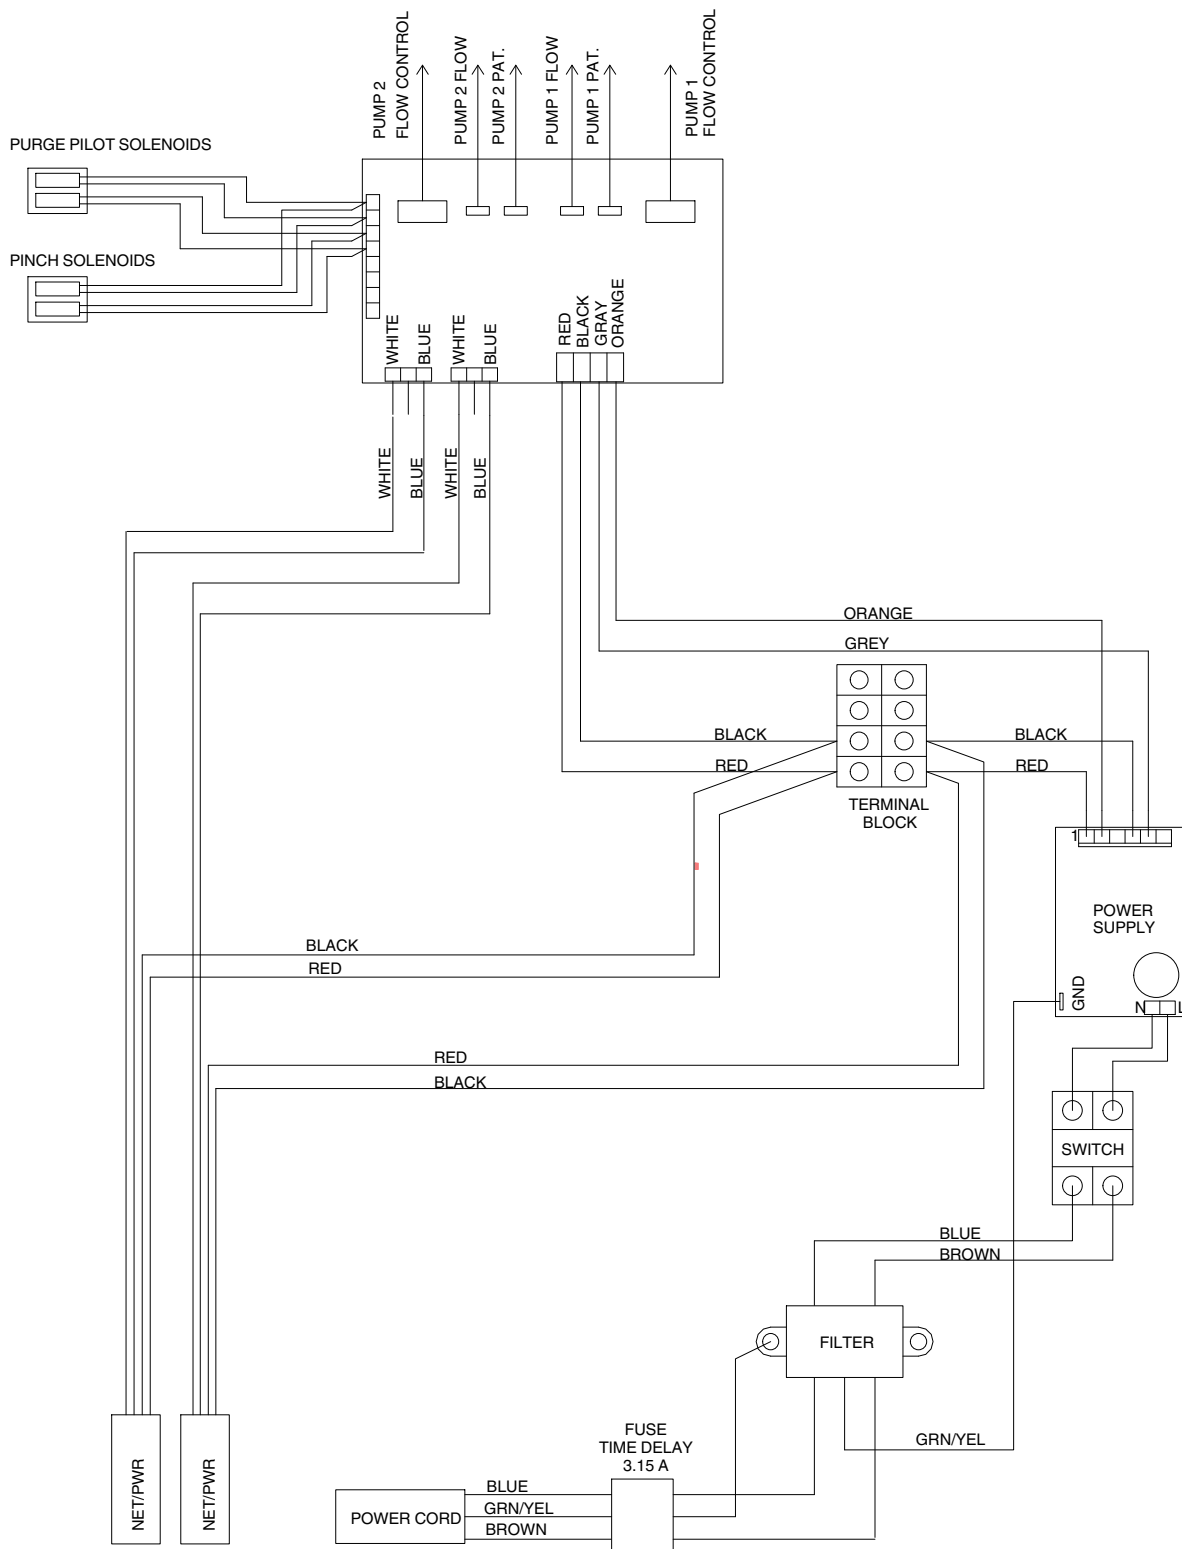 PUMP 2
FLOW CONTROL
PUMP 2 FLOW
PUMP 2 PAT.
PUMP 1 FLOW
PUMP 1 PAT.
PUMP 1
FLOW CONTROL
PURGE PILOT SOLENOIDS
PINCH SOLENOIDS
WHITE
BLUE
WHITE
BLUE
RED
BLACK
GRAY
ORANGE
WHITE
BLUE
WHITE
BLUE
ORANGE
GREY
BLACK
BLACK
RED
RED
TERMINAL
BLOCK
1
POWER
SUPPLY
GND
N
L
BLACK
RED
RED
BLACK
SWITCH
BLUE
BROWN
FILTER
GRN/YEL
FUSE
TIME DELAY
3.15 A
BLUE
GRN/YEL
BROWN
POWER CORD
NET/PWR
NET/PWR